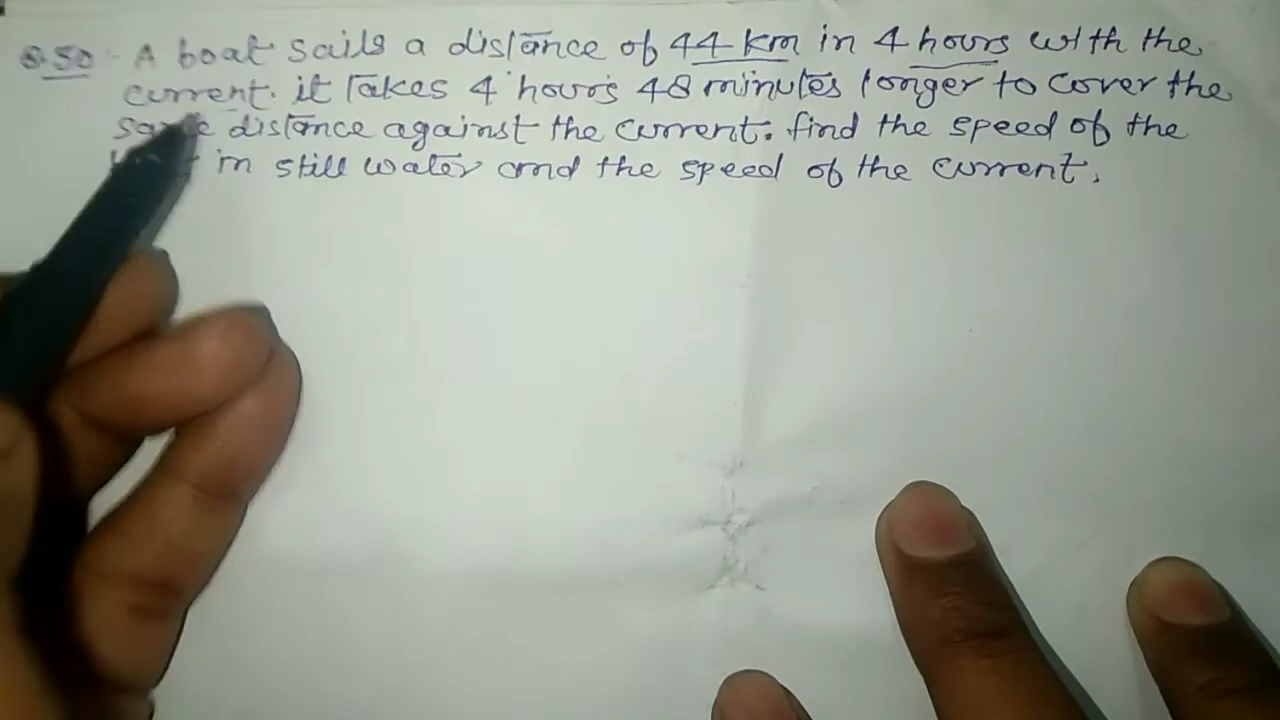 Q.50 - A boat sails a distance of 44 km in 4 hours with the
current. it Takes 4 hours 48 minutes longer to cover the
distance against the current. find the speed of the
in still water and the speed of the current.